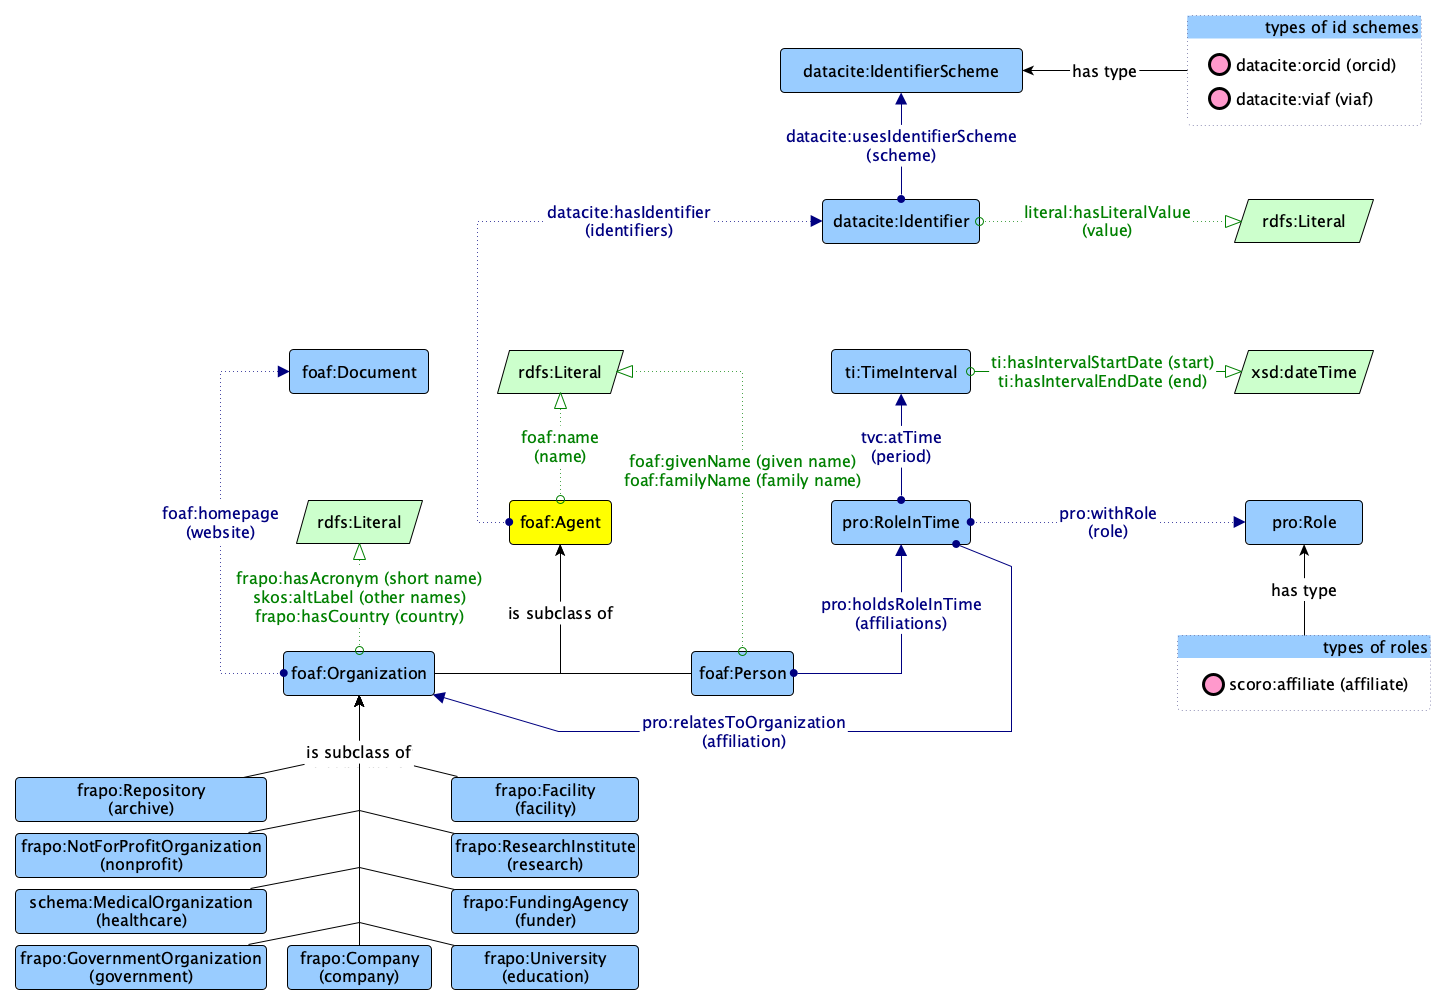 types of id schemes
datacite:IdentifierScheme
has type
datacite:orcid (orcid)
datacite:viaf (viaf)
datacite:usesIdentifierScheme
(scheme)
datacite:hasIdentifier
(identifiers)
datacite:Identifier
literal:hasLiteralValue
(value)
rdfs:Literal
foaf:Document
rdfs:Literal
ti:TimeInterval
ti:hasIntervalStartDate (start)
ti:hasIntervalEndDate (end)
xsd:dateTime
foaf:name
(name)
tvc:atTime
(period)
foaf:givenName (given name)
foaf:familyName (family name)
foaf:homepage
(website)
rdfs:Literal
foaf:Agent
pro:RoleInTime
pro:withRole
(role)
pro:Role
frapo:hasAcronym (short name)
skos:altLabel (other names)
frapo:hasCountry (country)
is subclass of
pro:holdsRoleInTime
(affiliations)
has type
types of roles
scoro:affiliate (affiliate)
foaf:Organization
foaf:Person
pro:relatesToOrganization
(affiliation)
is subclass of
frapo:Repository
(archive)
frapo:Facility
(facility)
frapo:NotForProfitOrganization
(nonprofit)
frapo:ResearchInstitute
(research)
schema:MedicalOrganization
(healthcare)
frapo:FundingAgency
(funder)
frapo:GovernmentOrganization
(government)
frapo:Company
(company)
frapo:University
(education)